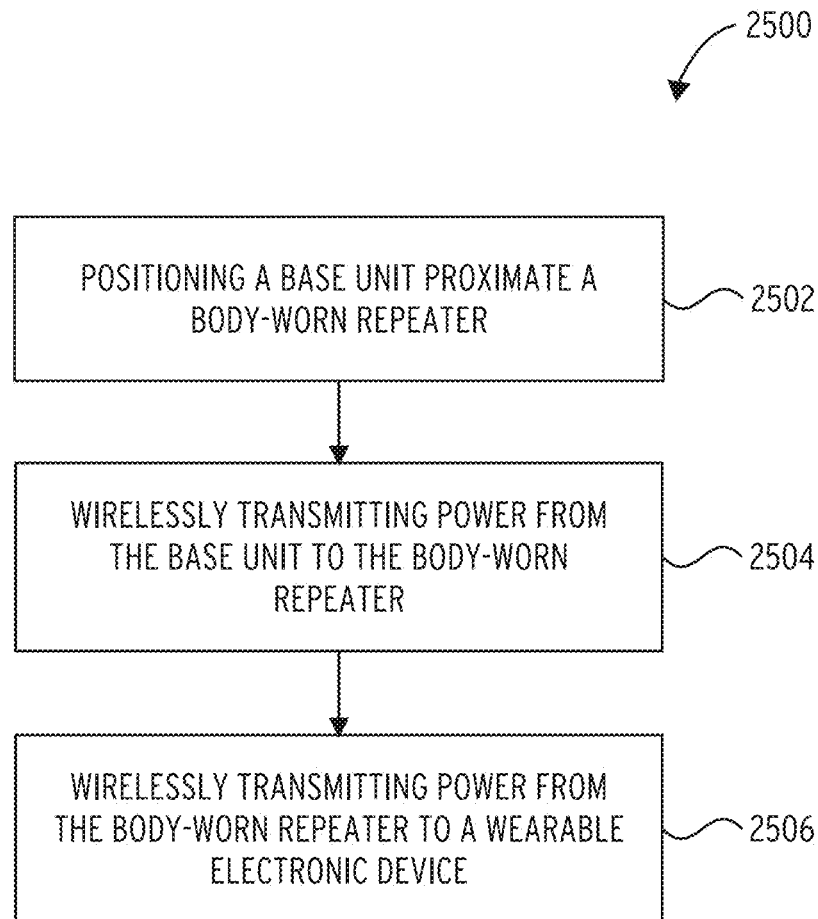 2500
POSITIONING A BASE UNIT PROXIMATE A
BODY-WORN REPEATER
2502
WIRELESSLY TRANSMITTING POWER FROM
THE BASE UNIT TO THE BODY-WORN
REPEATER
2504
WIRELESSLY TRANSMITTING POWER FROM
THE BODY-WORN REPEATER TO A WEARABLE
ELECTRONIC DEVICE
2506